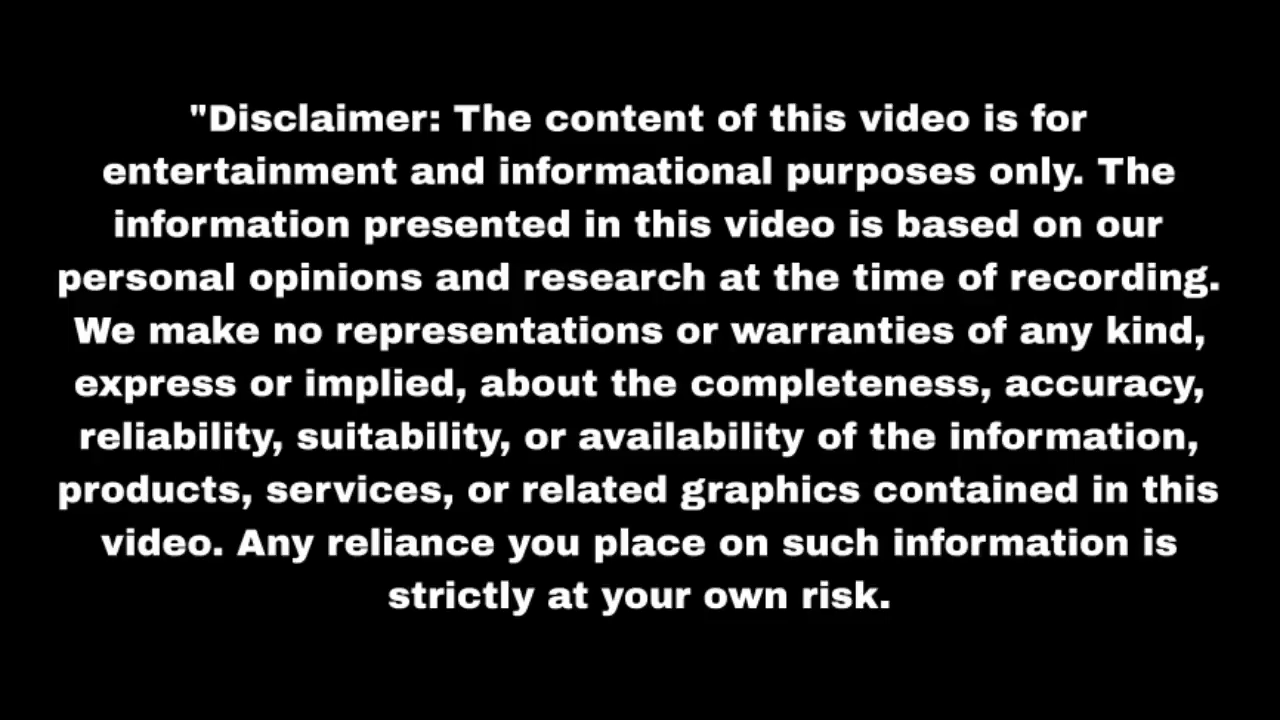 "Disclaimer: The content of this video is for
entertainment and informational purposes only. The
information presented in this video is based on our
personal opinions and research at the time of recording.
We make no representations or warranties of any kind,
express or implied, about the completeness, accuracy,
reliability, suitability, or availability of the information,
products, services, or related graphics contained in this
video. Any reliance you place on such information is
strictly at your own risk.